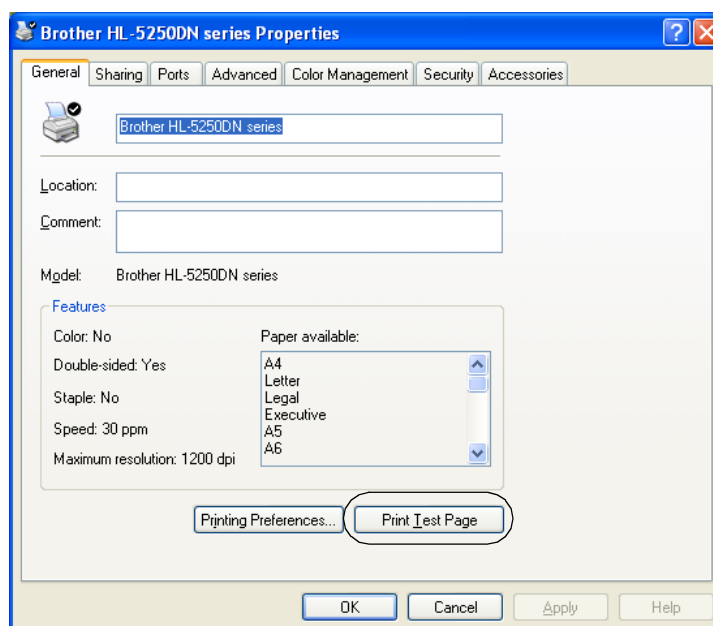 Brother HL-5250DN series Properties
General Sharing Ports Advanced Color Management Security Accessories
Brother HL-5250DN series
Location:
Comment:
Model: Brother HL-5250DN series
Features
Color: No Paper available:
Double-sided: Yes A4
Letter
Staple: No Legal
Executive
Speed: 30 ppm A5
Maximum resolution: 1200 dpi A6
Printing Preferences... Print Test Page
OK Cancel Apply Help